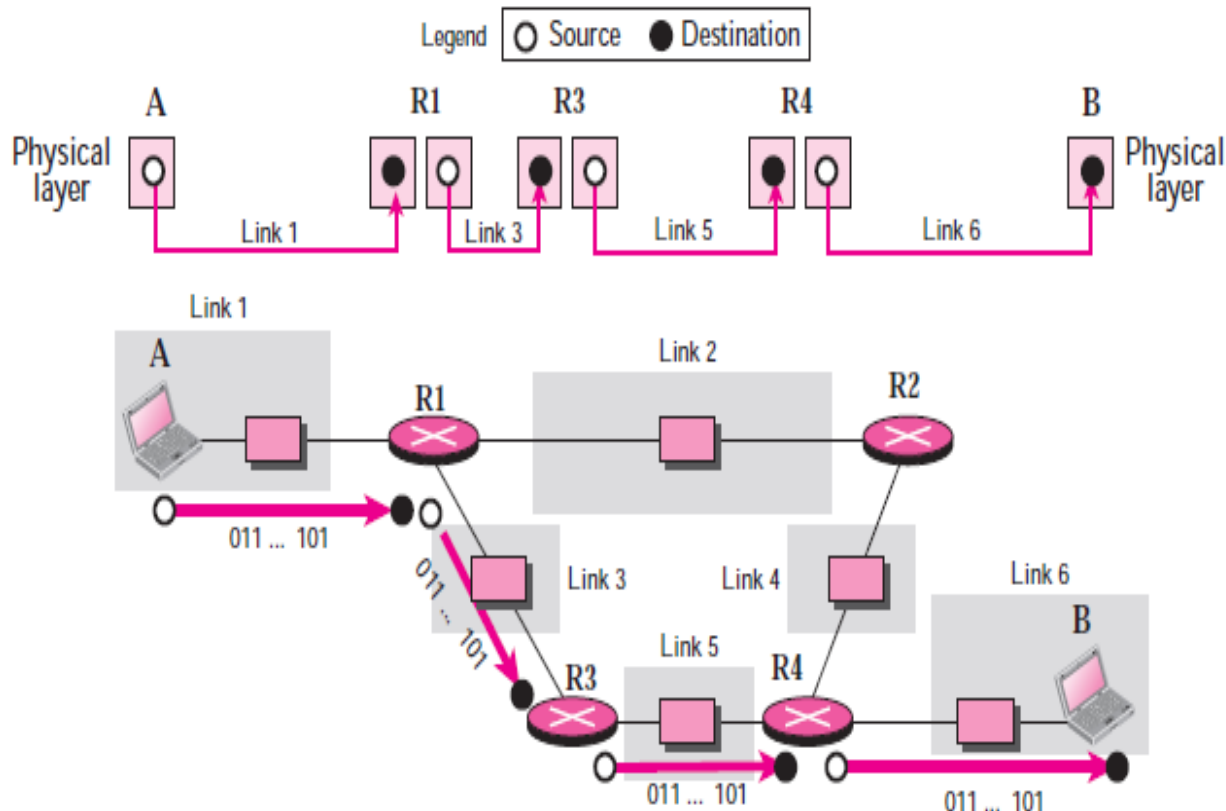 Legend Source Destination
A R1 R3 R4 B
Physical layer
Physical layer
Link 1 Link 3 Link 5 Link 6
Link 1
A
Link 2
R1
R2
011 ... 101
011 ... 101
Link 3
Link 4
Link 6
B
Link 5
R3
R4
011 ... 101
011 ... 101